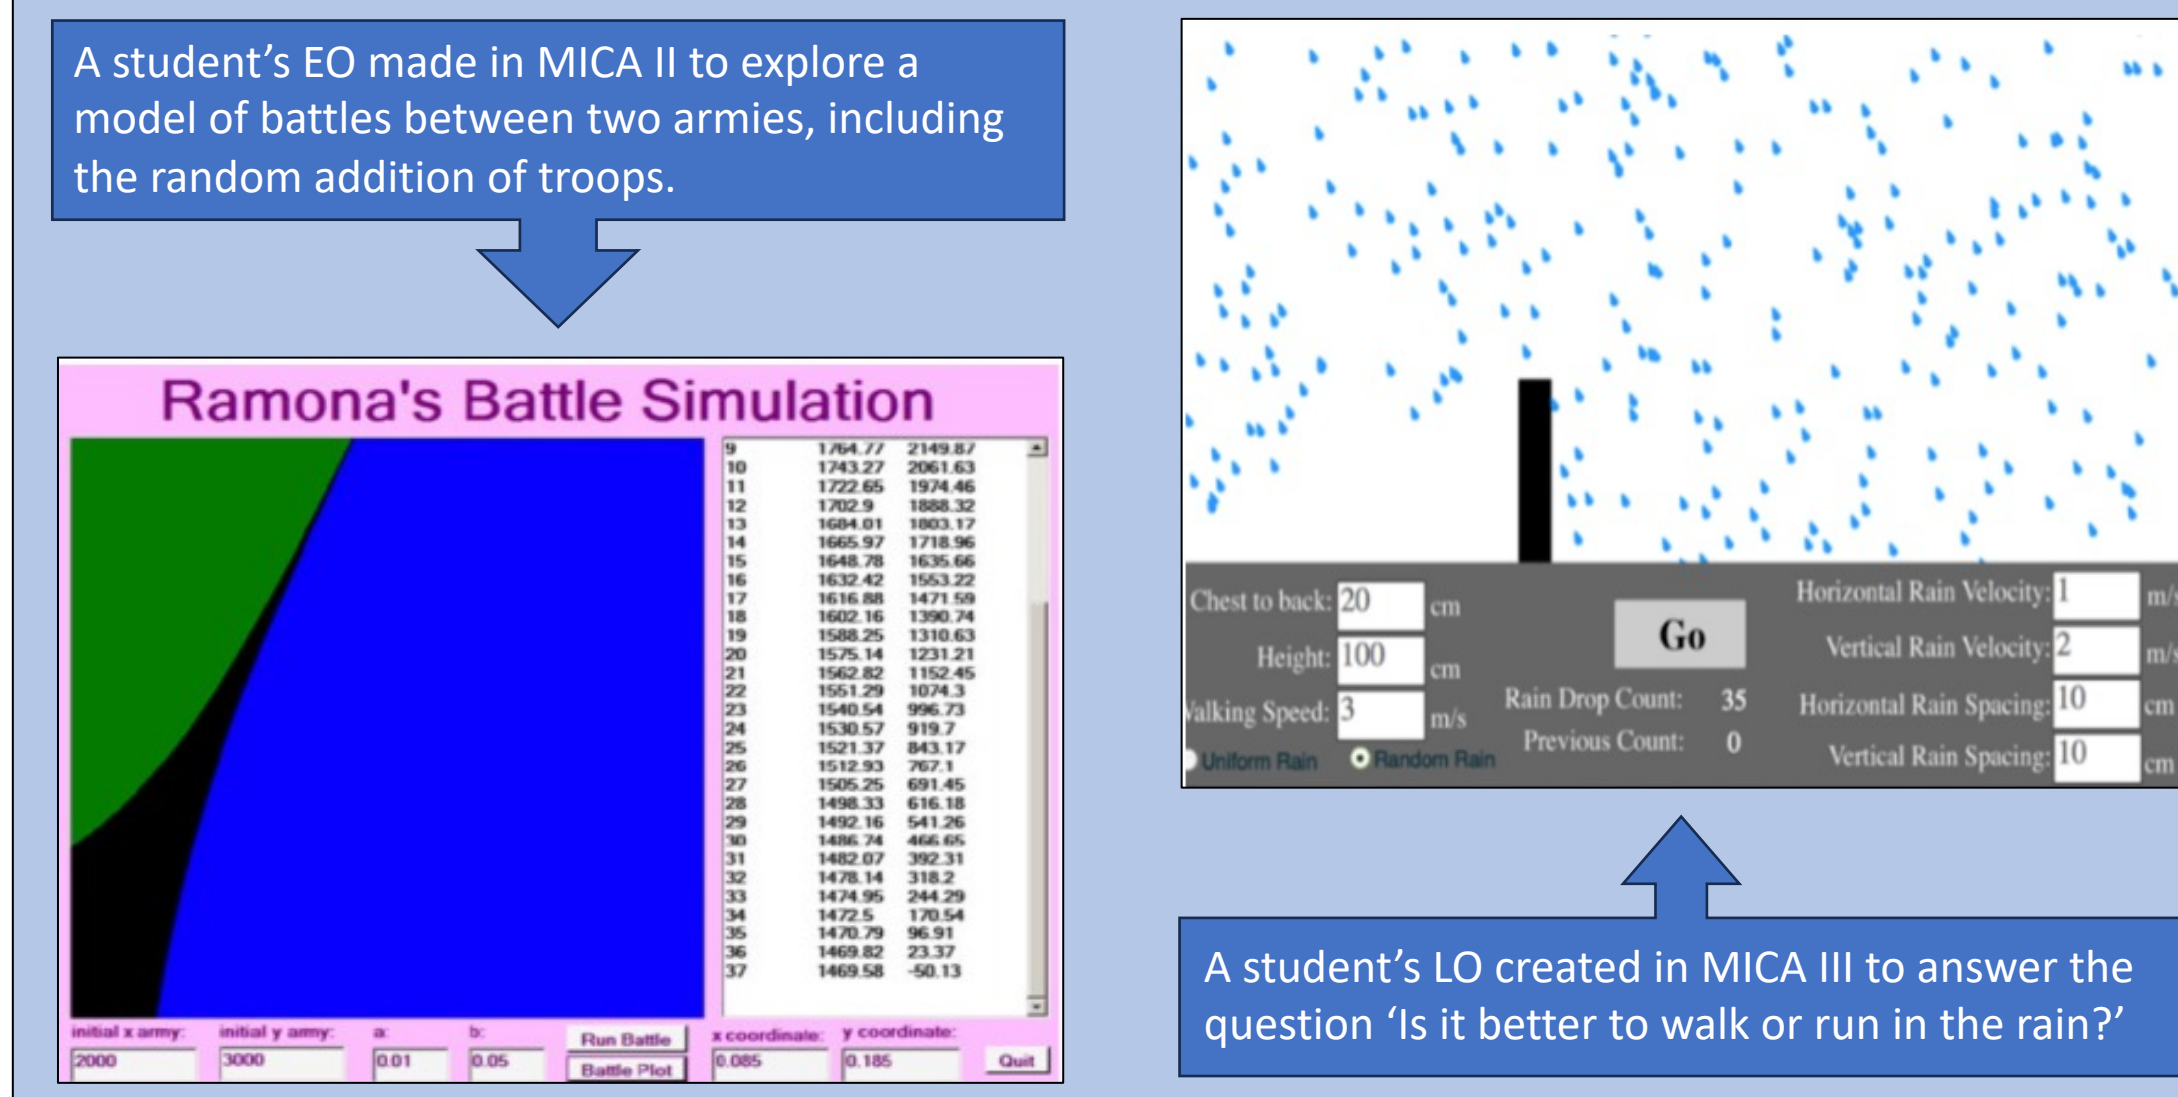 A student’s EO made in MICA II to explore a
model of battles between two armies, including
the random addition of troops.
Ramona's Battle Simulation
9 1764.77 2149.87
10 1743.27 2061.63
11 1722.65 1974.46
12 1702.9 1888.32
13 1684.01 1803.17
14 1665.97 1718.96
15 1648.78 1635.66
16 1632.42 1553.22
17 1616.88 1471.59
18 1602.16 1390.74
19 1588.25 1310.63
20 1575.14 1231.21
21 1562.82 1152.45
22 1551.29 1074.3
23 1540.54 996.73
24 1530.57 919.7
25 1521.37 843.17
26 1512.93 767.1
27 1505.25 691.45
28 1498.33 616.18
29 1492.16 541.26
30 1486.74 466.65
31 1482.07 392.31
32 1478.14 318.2
33 1474.95 244.29
34 1472.5 170.54
35 1470.79 96.91
36 1469.82 23.37
37 1469.58 -50.13
initial x army: initial y army: a: b: Run Battle x coordinate: y coordinate:
2000 3000 0.01 0.05 Battle Plot 0.085 0.185 Quit
Chest to back: 20 cm
Height: 100 cm
Walking Speed: 3 m/s
Uniform Rain Random Rain
Go
Rain Drop Count: 35
Previous Count: 0
Horizontal Rain Velocity: 1 m/s
Vertical Rain Velocity: 2 m/s
Horizontal Rain Spacing: 10 cm
Vertical Rain Spacing: 10 cm
A student’s LO created in MICA III to answer the
question ‘Is it better to walk or run in the rain?’